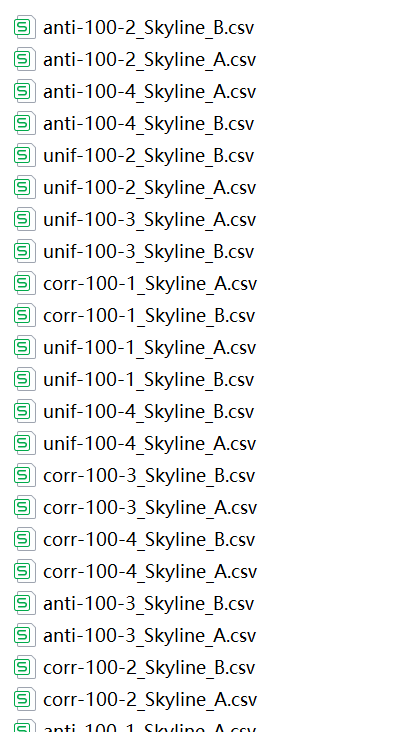 anti-100-2_Skyline_B.csv
anti-100-2_Skyline_A.csv
anti-100-4_Skyline_A.csv
anti-100-4_Skyline_B.csv
unif-100-2_Skyline_B.csv
unif-100-2_Skyline_A.csv
unif-100-3_Skyline_A.csv
unif-100-3_Skyline_B.csv
corr-100-1_Skyline_A.csv
corr-100-1_Skyline_B.csv
unif-100-1_Skyline_A.csv
unif-100-1_Skyline_B.csv
unif-100-4_Skyline_B.csv
unif-100-4_Skyline_A.csv
corr-100-3_Skyline_B.csv
corr-100-3_Skyline_A.csv
corr-100-4_Skyline_B.csv
corr-100-4_Skyline_A.csv
anti-100-3_Skyline_B.csv
anti-100-3_Skyline_A.csv
corr-100-2_Skyline_B.csv
corr-100-2_Skyline_A.csv
anti-100-1_Skyline_A.csv